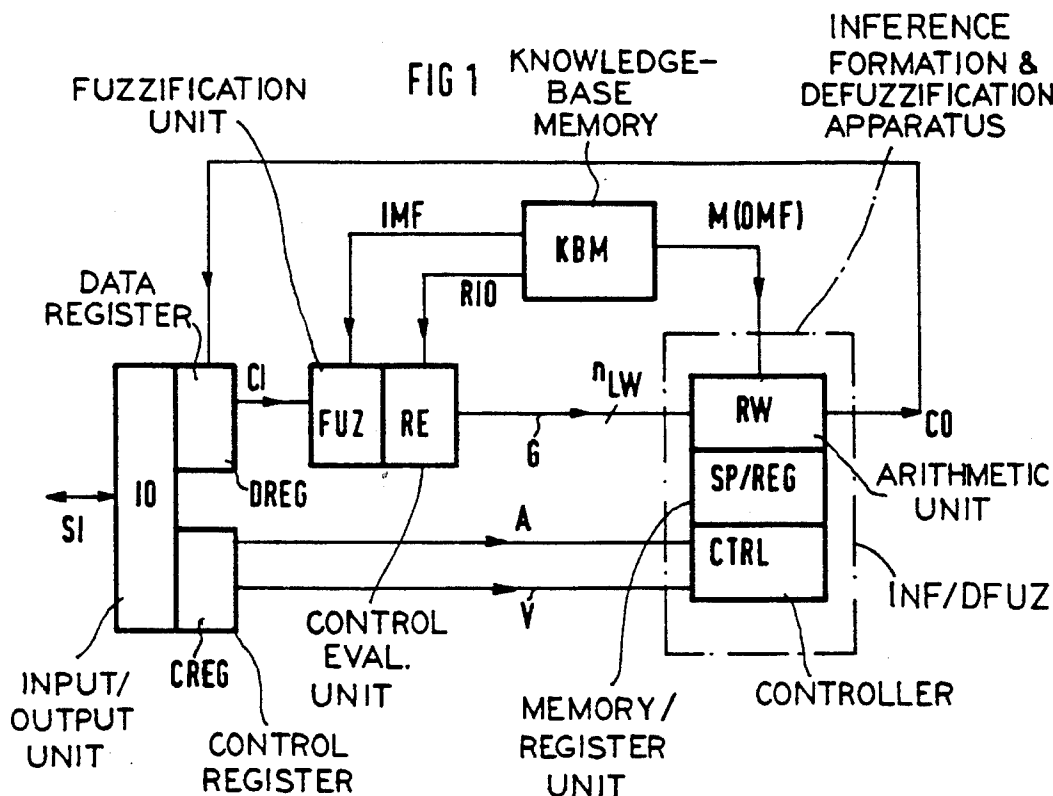 FIG 1
FUZZIFICATION
UNIT
KNOWLEDGE-
BASE
MEMORY
INFERENCE
FORMATION &
DEFUZZIFICATION
APPARATUS
IMF
KBM
M(OMF)
RIO
DATA
REGISTER
CI
FUZ
RE
nLW
G
RW
CO
IO
DREG
SI
SP/REG
ARITHMETIC
UNIT
A
CTRL
V
INF/DFUZ
CREG
CONTROL
EVAL.
UNIT
INPUT/
OUTPUT
UNIT
CONTROL
REGISTER
MEMORY/
REGISTER
UNIT
CONTROLLER